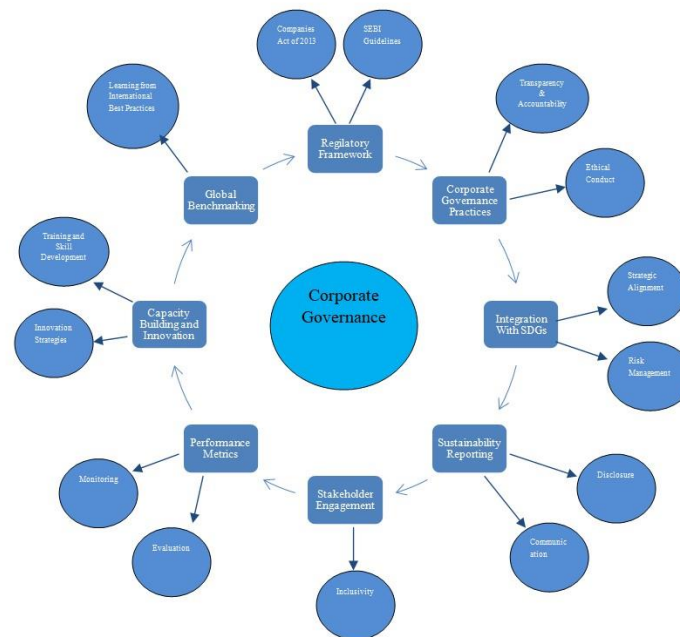 Companies
Act of 2013
SEBI
Guidelines
Learning from
International
Best Practices
Transparency
&
Accountability
Regilatory
Framework
Global
Benchmarking
Corporate
Governance
Practices
Ethical
Conduct
Training and
Skill
Development
Strategic
Alignment
Corporate
Governance
Capacity
Building and
Innovation
Innovation
Strategies
Integration
With SDGs
Risk
Management
Performance
Metrics
Sustainability
Reporting
Monitoring
Stakeholder
Engagement
Disclosure
Evaluation
Communic
ation
Inclusivity